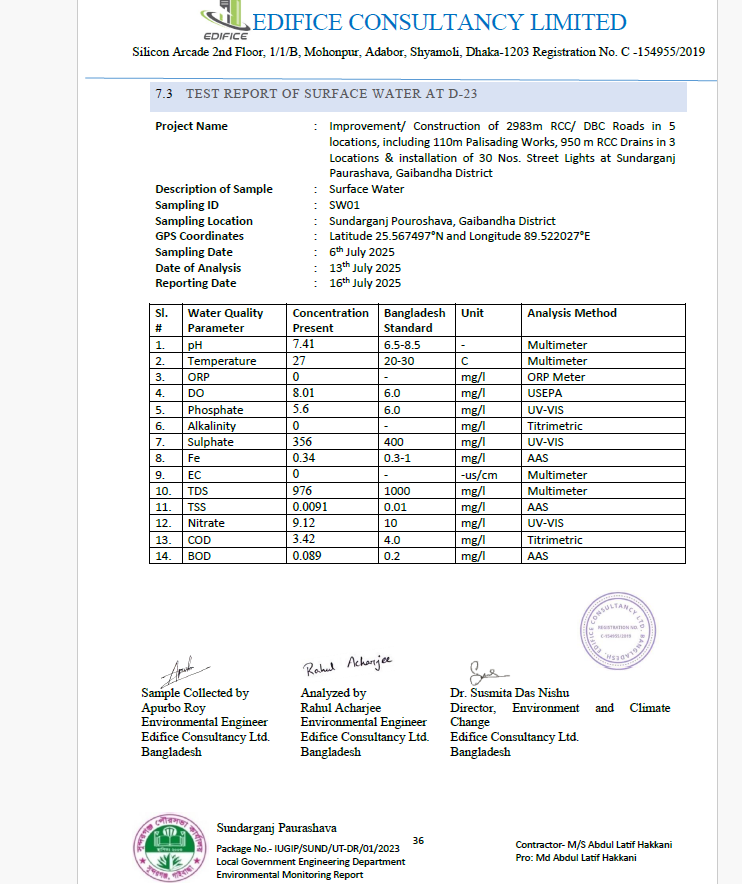 EDIFICE
EDIFICE CONSULTANCY LIMITED
Silicon Arcade 2nd Floor, 1/1/B, Mohonpur, Adabor, Shyamoli, Dhaka-1203 Registration No. C -154955/2019
7.3 TEST REPORT OF SURFACE WATER AT D-23
Project Name : Improvement/ Construction of 2983m RCC/ DBC Roads in 5
locations, including 110m Palisading Works, 950 m RCC Drains in 3
Locations & installation of 30 Nos. Street Lights at Sundarganj
Paurashava, Gaibandha District
Description of Sample : Surface Water
Sampling ID : SW01
Sampling Location : Sundarganj Pouroshava, Gaibandha District
GPS Coordinates : Latitude 25.567497°N and Longitude 89.522027°E
Sampling Date : 6th July 2025
Date of Analysis : 13th July 2025
Reporting Date : 16th July 2025
Sl. Water Quality Concentration Bangladesh Unit Analysis Method
# Parameter Present Standard
1. pH 7.41 6.5-8.5 - Multimeter
2. Temperature 27 20-30 C Multimeter
3. ORP 0 - mg/l ORP Meter
4. DO 8.01 6.0 mg/l USEPA
5. Phosphate 5.6 6.0 mg/l UV-VIS
6. Alkalinity 0 - mg/l Titrimetric
7. Sulphate 356 400 mg/l UV-VIS
8. Fe 0.34 0.3-1 mg/l AAS
9. EC 0 - -us/cm Multimeter
10. TDS 976 1000 mg/l Multimeter
11. TSS 0.0091 0.01 mg/l AAS
12. Nitrate 9.12 10 mg/l UV-VIS
13. COD 3.42 4.0 mg/l Titrimetric
14. BOD 0.089 0.2 mg/l AAS
EDIFICE CONSULTANCY LTD. BANGLADESH
REGISTRATION NO.
C-154955/2019
Apurbo
Rahul Acharjee
Sample Collected by
Apurbo Roy
Environmental Engineer
Edifice Consultancy Ltd.
Bangladesh
Analyzed by
Rahul Acharjee
Environmental Engineer
Edifice Consultancy Ltd.
Bangladesh
Dr. Susmita Das Nishu
Director, Environment and Climate
Change
Edifice Consultancy Ltd.
Bangladesh
সুন্দরগঞ্জ পৌরসভা কার্যালয়
সুন্দরগঞ্জ, গাইবান্ধা
Sundarganj Paurashava
Package No.- IUGIP/SUND/UT-DR/01/2023
Local Government Engineering Department
Environmental Monitoring Report
36
Contractor- M/S Abdul Latif Hakkani
Pro: Md Abdul Latif Hakkani